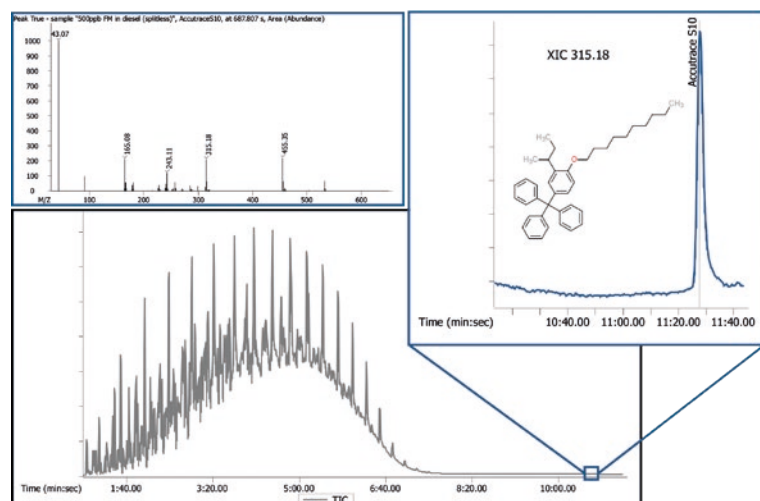 Peak True - sample "500ppb FM in diesel (splitless)", AccutraceS10, at 687.807 s, Area (Abundance)
1000
900
800
700
600
500
400
300
200
100
0
43.07
165.08
243.11
315.18
455.35
M/Z
100
200
300
400
500
600
XIC 315.18
Accutrace S10
CH₃
H₃C
O
CH₃
Time (min:sec)
10:40.00
11:00.00
11:20.00
11:40.00
Time (min:sec)
1:40.00
3:20.00
5:00.00
6:40.00
8:20.00
10:00.00
TIC